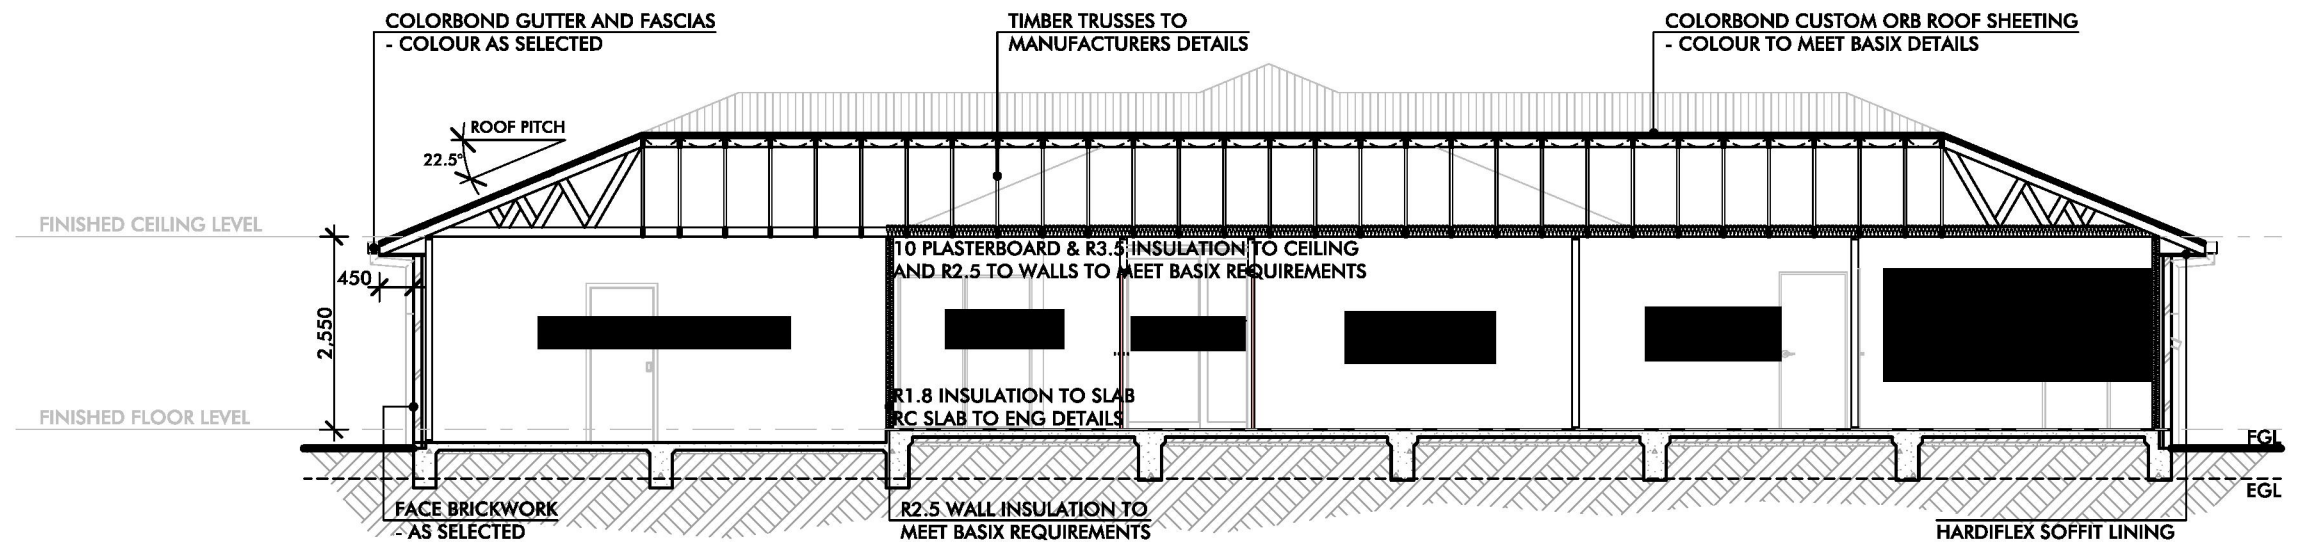 COLORBOND GUTTER AND FASCIAS
- COLOUR AS SELECTED
TIMBER TRUSSES TO
MANUFACTURERS DETAILS
COLORBOND CUSTOM ORB ROOF SHEETING
- COLOUR TO MEET BASIX DETAILS
ROOF PITCH
22.5°
FINISHED CEILING LEVEL
10 PLASTERBOARD & R3.5 INSULATION TO CEILING
AND R2.5 TO WALLS TO MEET BASIX REQUIREMENTS
450
2,550
R1.8 INSULATION TO SLAB
RC SLAB TO ENG DETAILS
FINISHED FLOOR LEVEL
FGL
EGL
FACE BRICKWORK
- AS SELECTED
R2.5 WALL INSULATION TO
MEET BASIX REQUIREMENTS
HARDIFLEX SOFFIT LINING